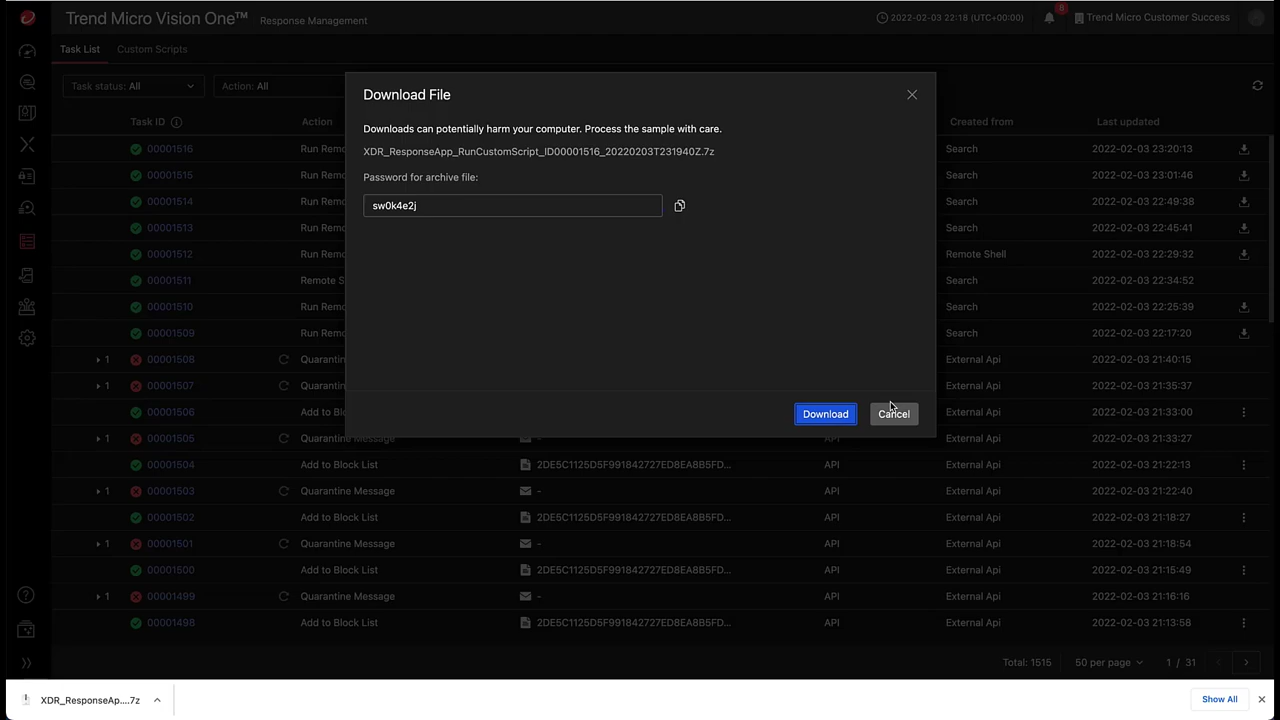 Trend Micro Vision One™ Response Management 2022-02-03 22:18 (UTC+00:00) 8 Trend Micro Customer Success
Task List Custom Scripts
Task status: All Action: All
Task ID Action Created from Last updated
Download File
Downloads can potentially harm your computer. Process the sample with care.
XDR_ResponseApp_RunCustomScript_ID00001516_20220203T231940Z.7z
Password for archive file:
sw0k4e2j
Download Cancel
00001516 Run Remo Search 2022-02-03 23:20:13
00001515 Run Remo Search 2022-02-03 23:01:46
00001514 Run Remo Search 2022-02-03 22:49:38
00001513 Run Remo Search 2022-02-03 22:45:41
00001512 Run Remo Remote Shell 2022-02-03 22:29:32
00001511 Remote S Search 2022-02-03 22:34:52
00001510 Run Remo Search 2022-02-03 22:25:39
00001509 Run Remo Search 2022-02-03 22:17:20
1 00001508 Quarantin External Api 2022-02-03 21:40:15
1 00001507 Quarantin External Api 2022-02-03 21:35:37
00001506 Add to Bl External Api 2022-02-03 21:33:00
1 00001505 Quarantine Message - API External Api 2022-02-03 21:33:27
00001504 Add to Block List 2DE5C1125D5F991842727ED8EA8B5FD... API External Api 2022-02-03 21:22:13
1 00001503 Quarantine Message - API External Api 2022-02-03 21:22:40
00001502 Add to Block List 2DE5C1125D5F991842727ED8EA8B5FD... API External Api 2022-02-03 21:18:27
1 00001501 Quarantine Message - API External Api 2022-02-03 21:18:54
00001500 Add to Block List 2DE5C1125D5F991842727ED8EA8B5FD... API External Api 2022-02-03 21:15:49
1 00001499 Quarantine Message - API External Api 2022-02-03 21:16:16
00001498 Add to Block List 2DE5C1125D5F991842727ED8EA8B5FD... API External Api 2022-02-03 21:13:58
Total: 1515 50 per page 1 / 31
XDR_ResponseAp....7z Show All